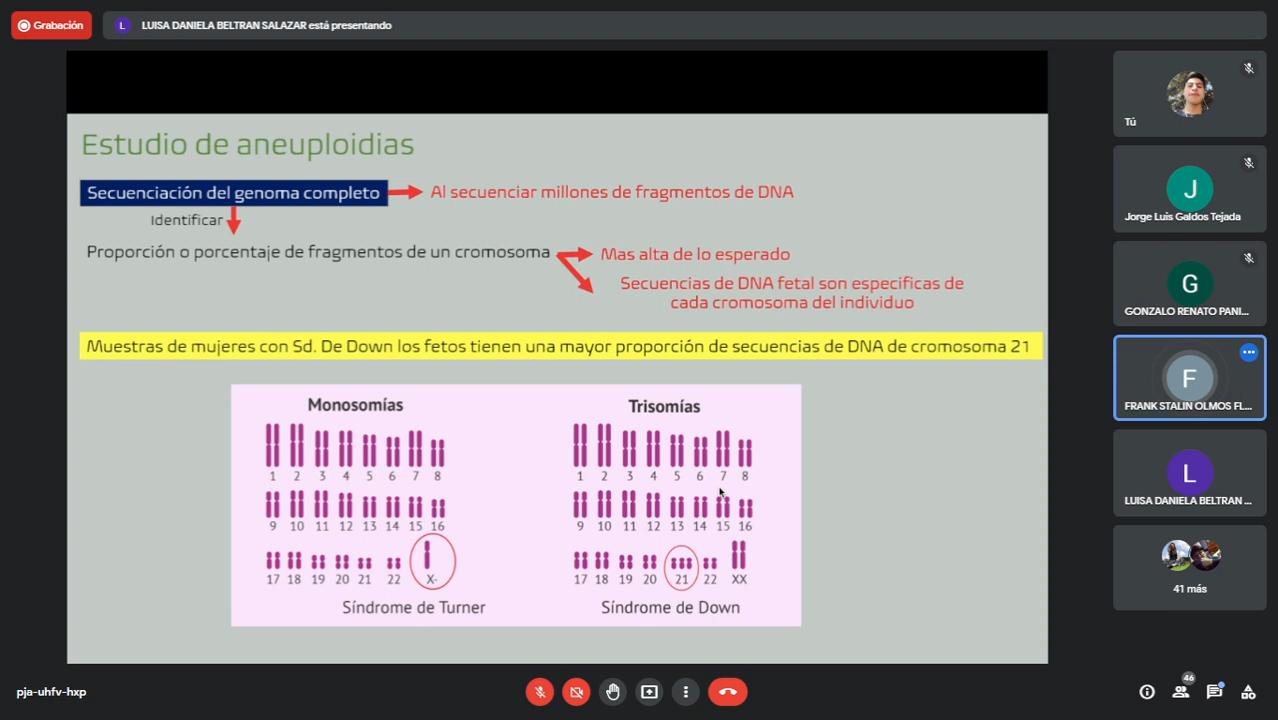 Grabación
L
LUISA DANIELA BELTRAN SALAZAR está presentando
Estudio de aneuploidias
Secuenciación del genoma completo
Al secuenciar millones de fragmentos de DNA
Identificar
Proporción o porcentaje de fragmentos de un cromosoma
Mas alta de lo esperado
Secuencias de DNA fetal son especificas de
cada cromosoma del individuo
Muestras de mujeres con Sd. De Down los fetos tienen una mayor proporción de secuencias de DNA de cromosoma 21
Monosomías
1 2 3 4 5 6 7 8
9 10 11 12 13 14 15 16
17 18 19 20 21 22 X-
Síndrome de Turner
Trisomías
1 2 3 4 5 6 7 8
9 10 11 12 13 14 15 16
17 18 19 20 21 22 XX
Síndrome de Down
Tú
J
Jorge Luis Galdos Tejada
G
GONZALO RENATO PANI...
F
FRANK STALIN OLMOS FL...
L
LUISA DANIELA BELTRAN ...
41 más
pja-uhfv-hxp
46